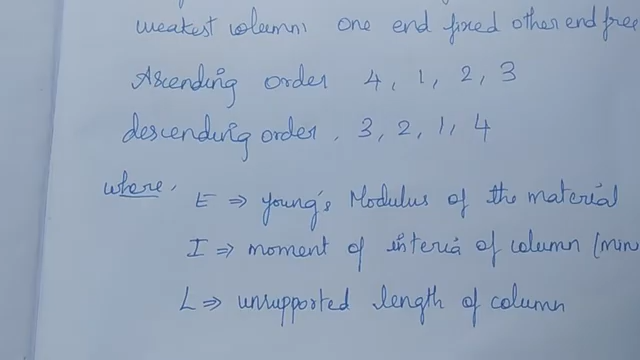 weakest column: one end fixed other end free
Ascending order 4, 1, 2, 3
descending order. 3, 2, 1, 4
where,
E ⇒ young's Modulus of the material
I ⇒ moment of interia of column (min
L ⇒ unsupported length of column